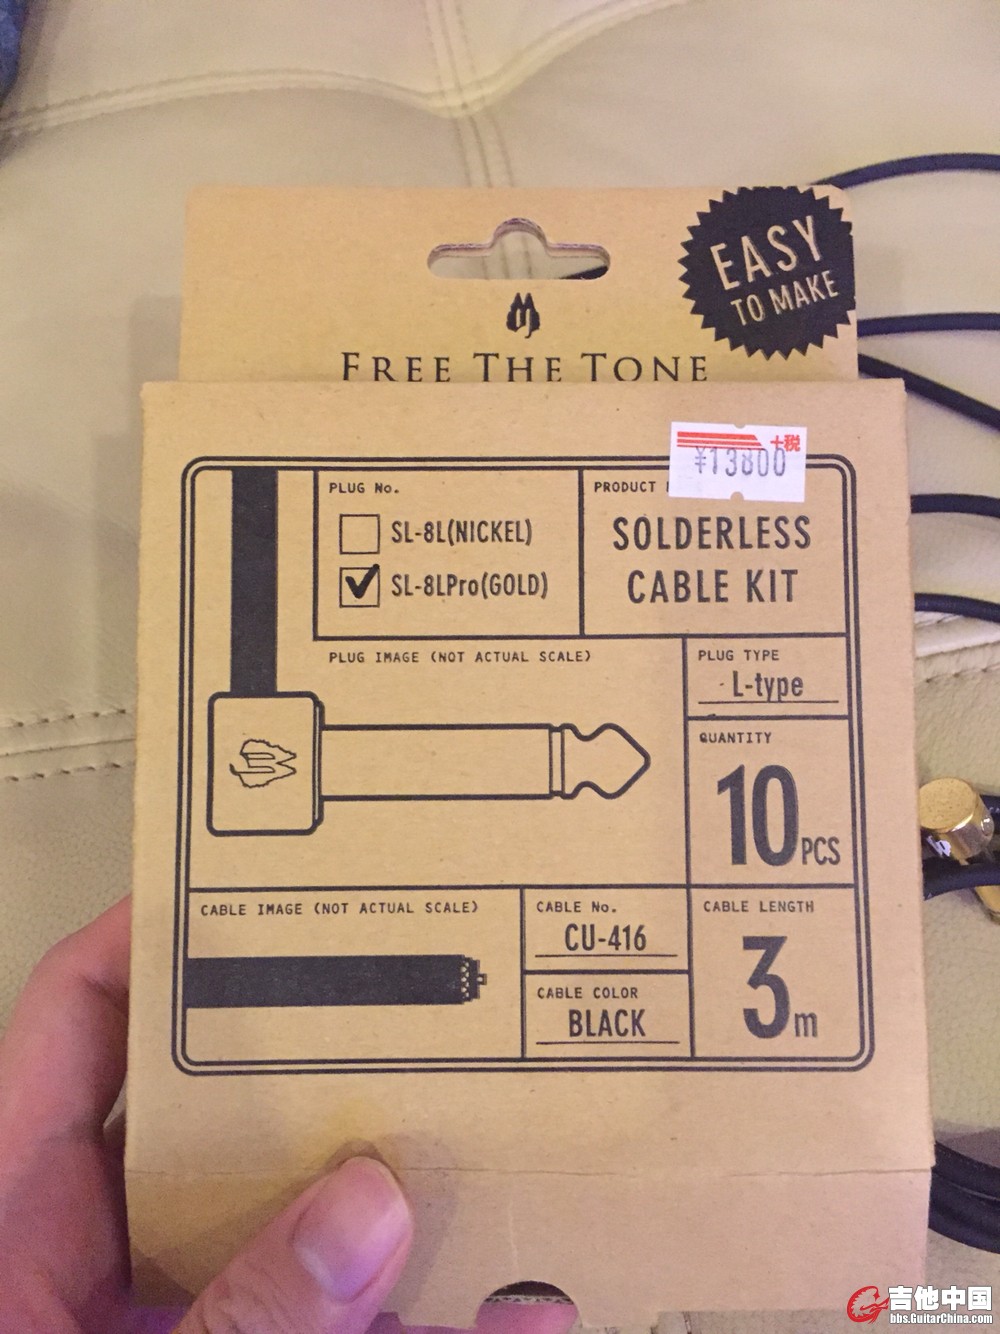 EASY
TO MAKE
FREE THE TONE
+税
¥13800
PLUG No.
SL-8L(NICKEL)
SL-8LPro(GOLD)
PRODUCT
SOLDERLESS
CABLE KIT
PLUG IMAGE (NOT ACTUAL SCALE)
PLUG TYPE
L-type
QUANTITY
10PCS
CABLE IMAGE (NOT ACTUAL SCALE)
CABLE No.
CU-416
CABLE COLOR
BLACK
CABLE LENGTH
3m
吉他中国
bbs.GuitarChina.com